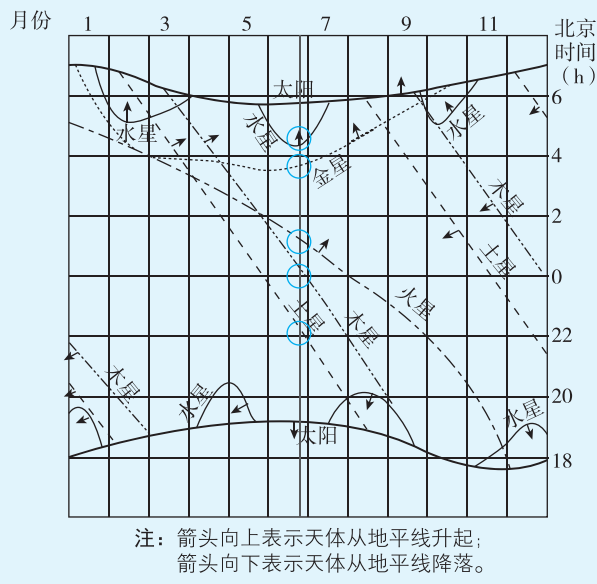 月份 1 3 5 7 9 11 北京
时间
(h)
太阳
6
水星
水星
水星
金星
4
木星
2
土星
0
火星
土星
木星
22
木星
水星
20
水星
太阳
18
注：箭头向上表示天体从地平线升起；
箭头向下表示天体从地平线降落。